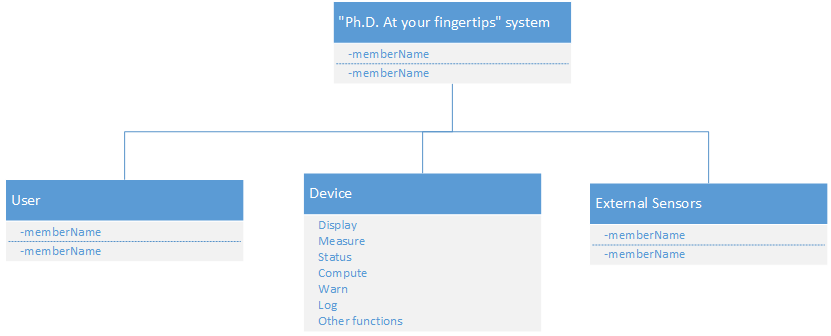 "Ph.D. At your fingertips" system
-memberName
-memberName
User
-memberName
-memberName
Device
Display
Measure
Status
Compute
Warn
Log
Other functions
External Sensors
-memberName
-memberName